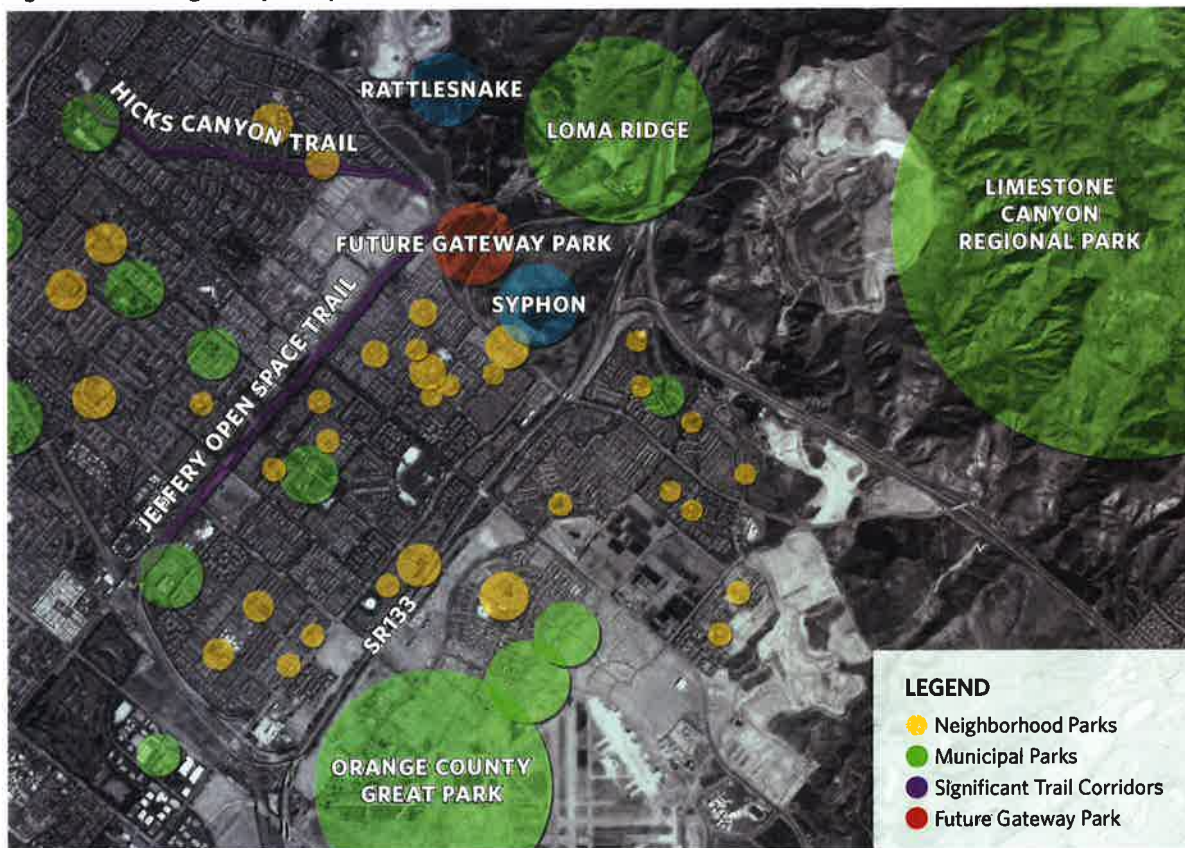 RATTLESNAKE
HICKS CANYON TRAIL
LOMA RIDGE
LIMESTONE
CANYON
REGIONAL PARK
FUTURE GATEWAY PARK
SYPHON
JEFFERY OPEN SPACE TRAIL
SR133
ORANGE COUNTY
GREAT PARK
LEGEND
Neighborhood Parks
Municipal Parks
Significant Trail Corridors
Future Gateway Park